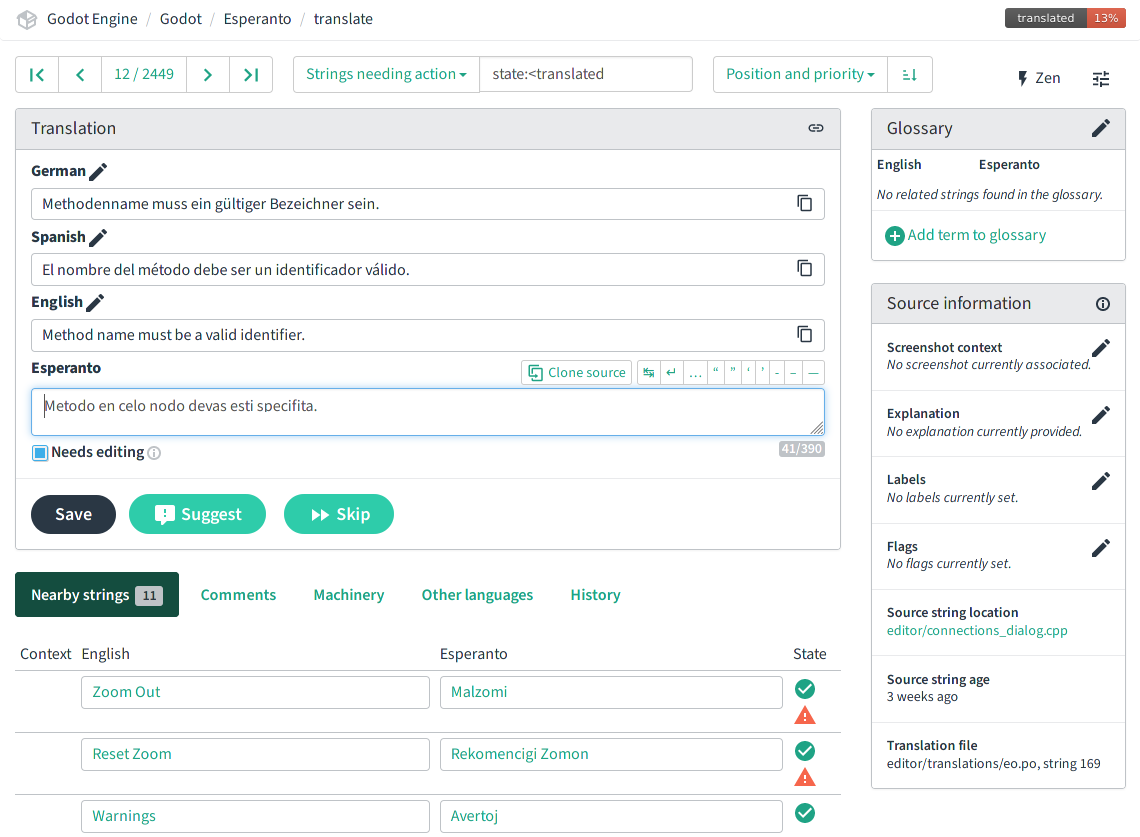 Godot Engine / Godot / Esperanto / translate
translated 13%
12 / 2449
Strings needing action
state:<translated
Position and priority
Zen
Translation
German
Methodenname muss ein gültiger Bezeichner sein.
Spanish
El nombre del método debe ser un identificador válido.
English
Method name must be a valid identifier.
Esperanto
Clone source
↹ ↵ … “ ” ‘ ’ - – —
Metodo en celo nodo devas esti specifita.
Needs editing
41/390
Save
Suggest
Skip
Nearby strings 11
Comments
Machinery
Other languages
History
Context English Esperanto State
Zoom Out Malzomi
Reset Zoom Rekomencigi Zomon
Warnings Avertoj
Glossary
English Esperanto
No related strings found in the glossary.
Add term to glossary
Source information
Screenshot context
No screenshot currently associated.
Explanation
No explanation currently provided.
Labels
No labels currently set.
Flags
No flags currently set.
Source string location
editor/connections_dialog.cpp
Source string age
3 weeks ago
Translation file
editor/translations/eo.po, string 169